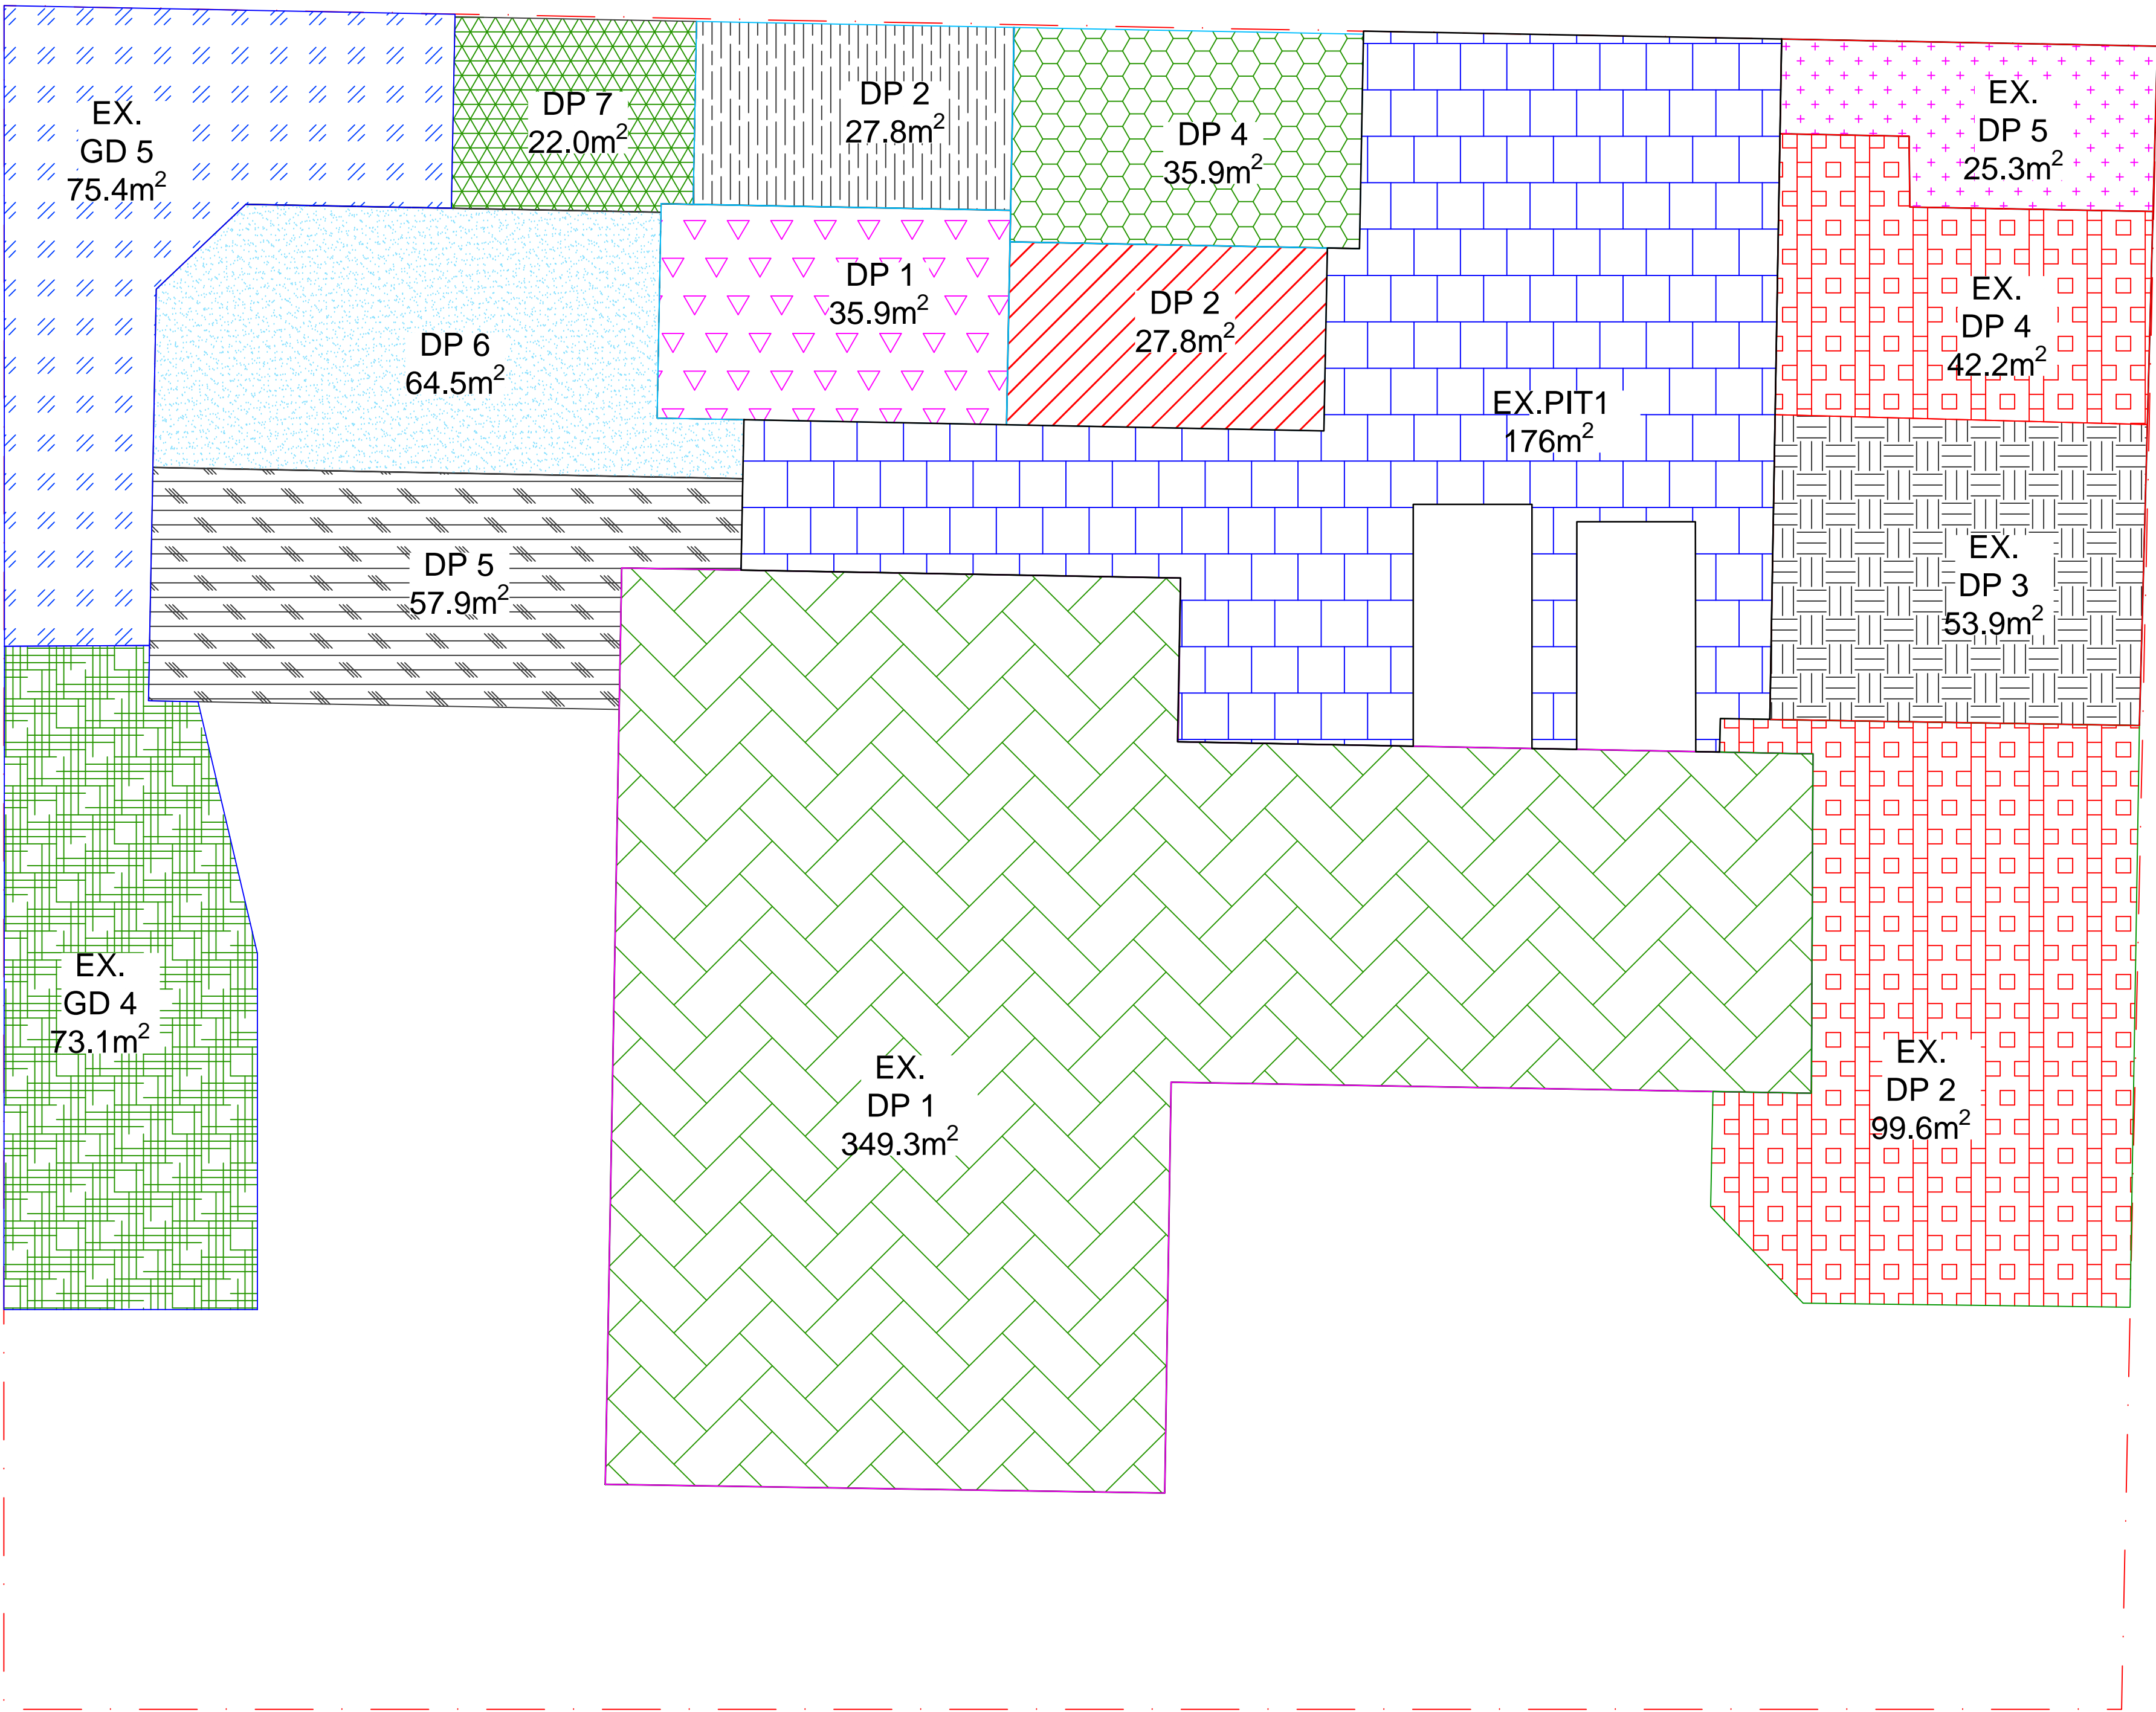 EX.
GD 5
75.4m²
DP 7
22.0m²
DP 2
27.8m²
DP 4
35.9m²
EX.
DP 5
25.3m²
DP 6
64.5m²
DP 1
35.9m²
DP 2
27.8m²
EX.PIT1
176m²
EX.
DP 4
42.2m²
DP 5
57.9m²
EX.
DP 3
53.9m²
EX.
GD 4
73.1m²
EX.
DP 1
349.3m²
EX.
DP 2
99.6m²